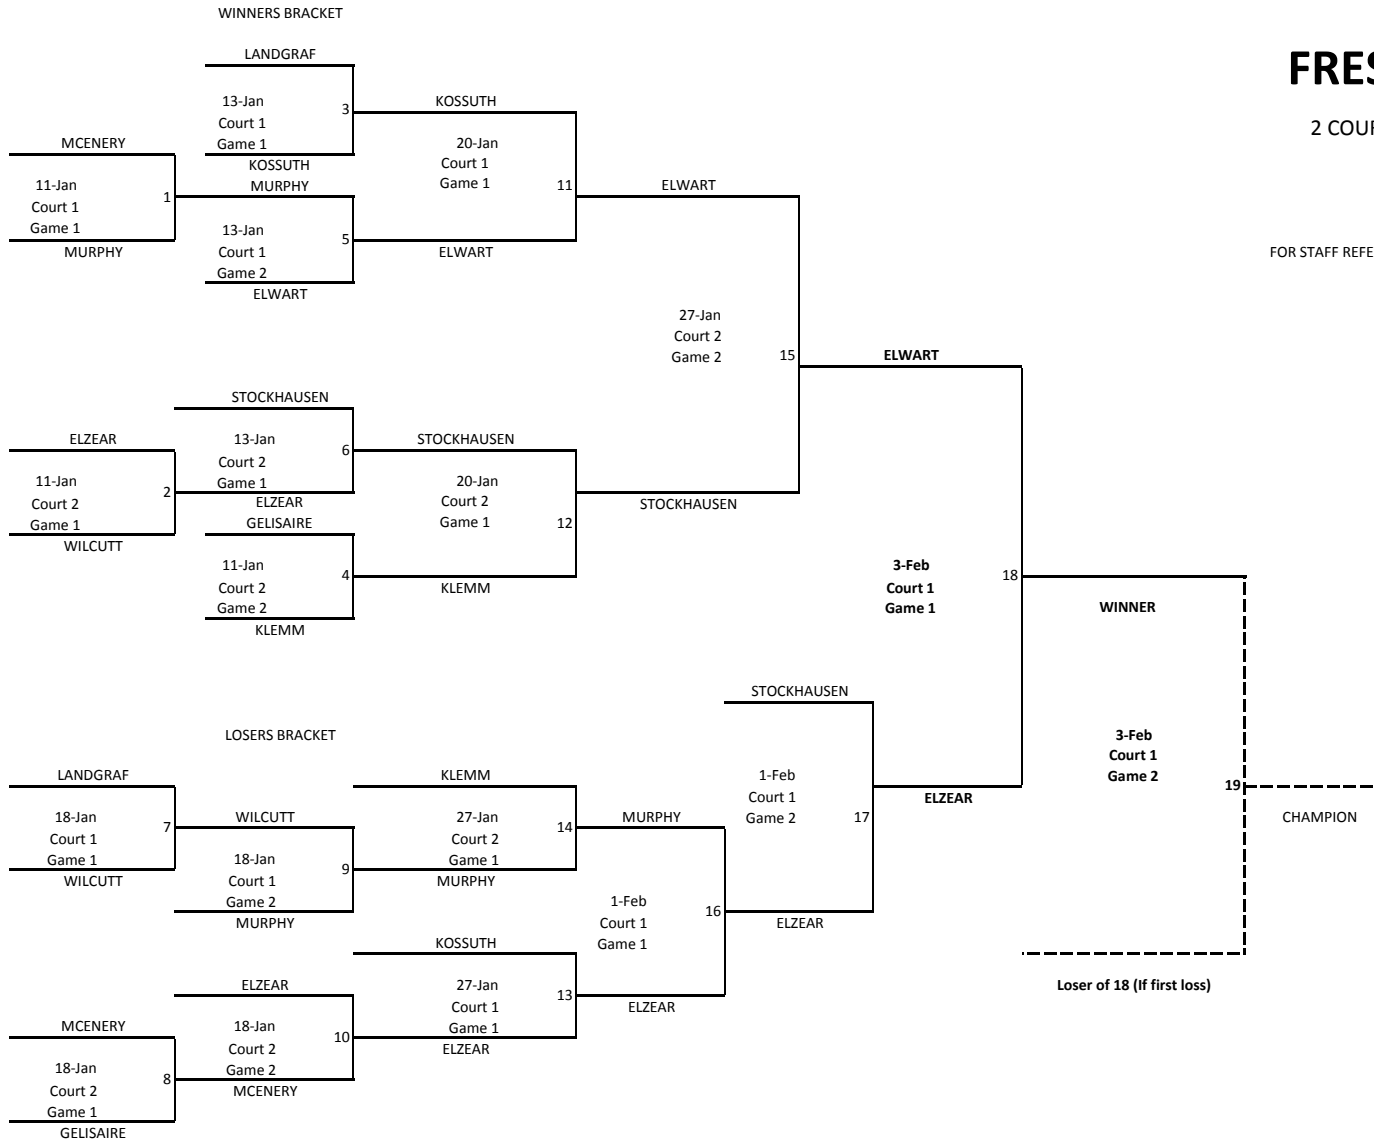 WINNERS BRACKET
LANDGRAF
FRES
13-Jan
3
KOSSUTH
Court 1
2 COUR
MCENERY
Game 1
20-Jan
KOSSUTH
Court 1
11-Jan
MURPHY
Game 1
11
ELWART
1
Court 1
Game 1
13-Jan
5
MURPHY
Court 1
ELWART
FOR STAFF REFE
Game 2
ELWART
27-Jan
Court 2
Game 2
15
ELWART
STOCKHAUSEN
ELZEAR
13-Jan
6
STOCKHAUSEN
Court 2
11-Jan
Game 1
20-Jan
2
Court 2
ELZEAR
Court 2
STOCKHAUSEN
Game 1
GELISAIRE
Game 1
12
WILCUTT
11-Jan
4
3-Feb
18
Court 2
KLEMM
Court 1
Game 2
Game 1
WINNER
KLEMM
STOCKHAUSEN
LOSERS BRACKET
3-Feb
Court 1
LANDGRAF
KLEMM
1-Feb
Game 2
19
18-Jan
7
WILCUTT
27-Jan
14
MURPHY
Court 1
ELZEAR
Court 1
Court 2
Game 2
17
CHAMPION
Game 1
18-Jan
9
Game 1
WILCUTT
Court 1
MURPHY
Game 2
1-Feb
16
MURPHY
Court 1
ELZEAR
KOSSUTH
Game 1
ELZEAR
27-Jan
13
Loser of 18 (If first loss)
Court 1
ELZEAR
MCENERY
18-Jan
10
Game 1
Court 2
ELZEAR
18-Jan
8
Game 2
Court 2
MCENERY
Game 1
GELISAIRE